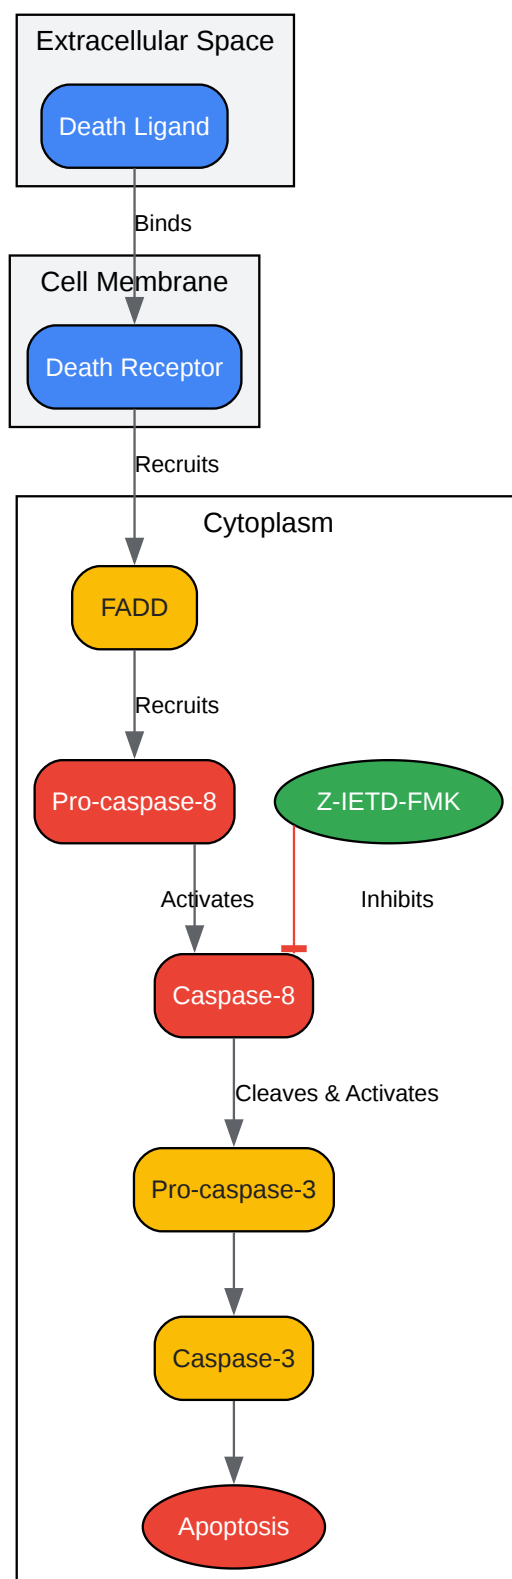 Extracellular Space
Death Ligand
Binds
Cell Membrane
Death Receptor
Recruits
Cytoplasm
FADD
Recruits
Pro-caspase-8
Z-IETD-FMK
Activates
Inhibits
Caspase-8
Cleaves & Activates
Pro-caspase-3
Caspase-3
Apoptosis